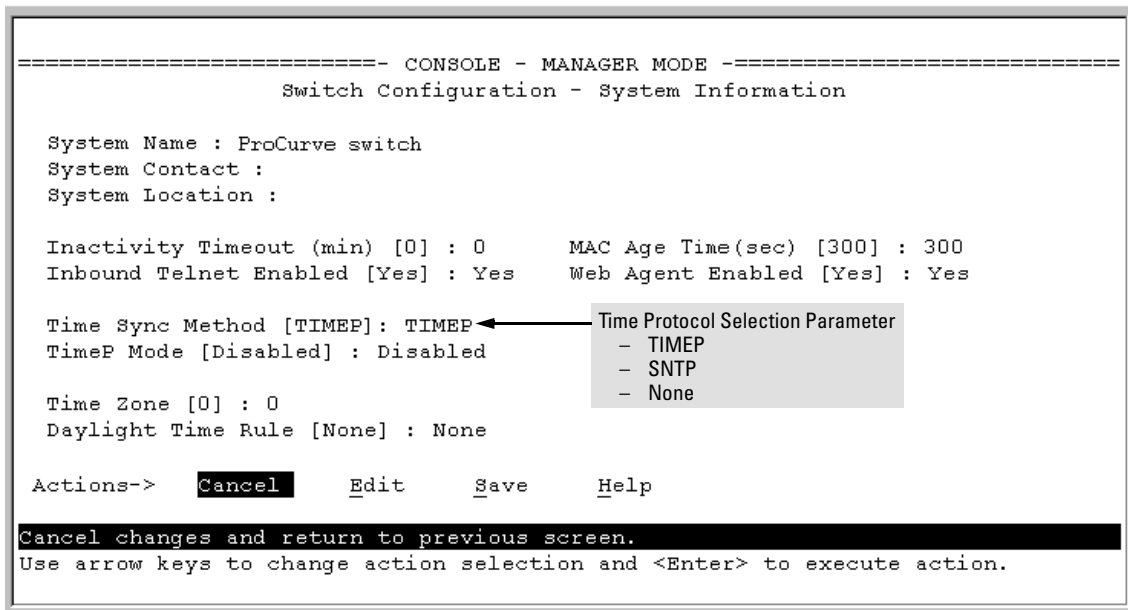 ==========================- CONSOLE - MANAGER MODE -============================
Switch Configuration - System Information
System Name : ProCurve switch
System Contact :
System Location :
Inactivity Timeout (min) [0] : 0 MAC Age Time(sec) [300] : 300
Inbound Telnet Enabled [Yes] : Yes Web Agent Enabled [Yes] : Yes
Time Sync Method [TIMEP]: TIMEP
TimeP Mode [Disabled] : Disabled
Time Protocol Selection Parameter
– TIMEP
– SNTP
– None
Time Zone [0] : 0
Daylight Time Rule [None] : None
Actions-> Cancel Edit Save Help
Cancel changes and return to previous screen.
Use arrow keys to change action selection and <Enter> to execute action.